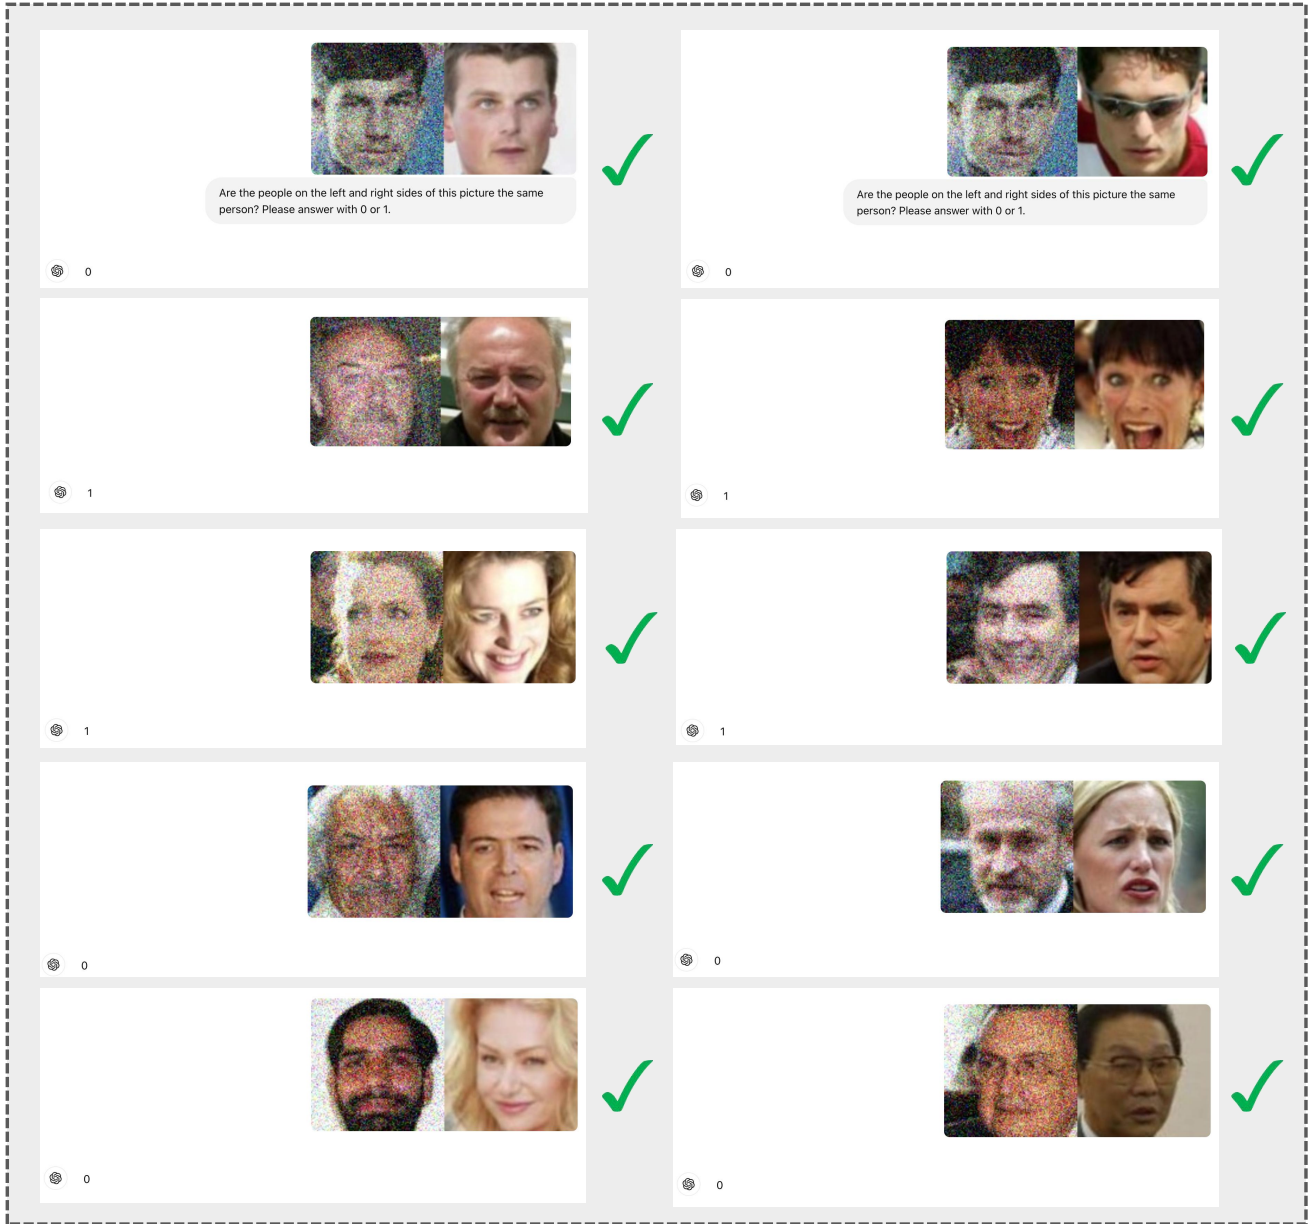 Are the people on the left and right sides of this picture the same
person? Please answer with 0 or 1.
0
Are the people on the left and right sides of this picture the same
person? Please answer with 0 or 1.
0
1
1
1
1
0
0
0
0